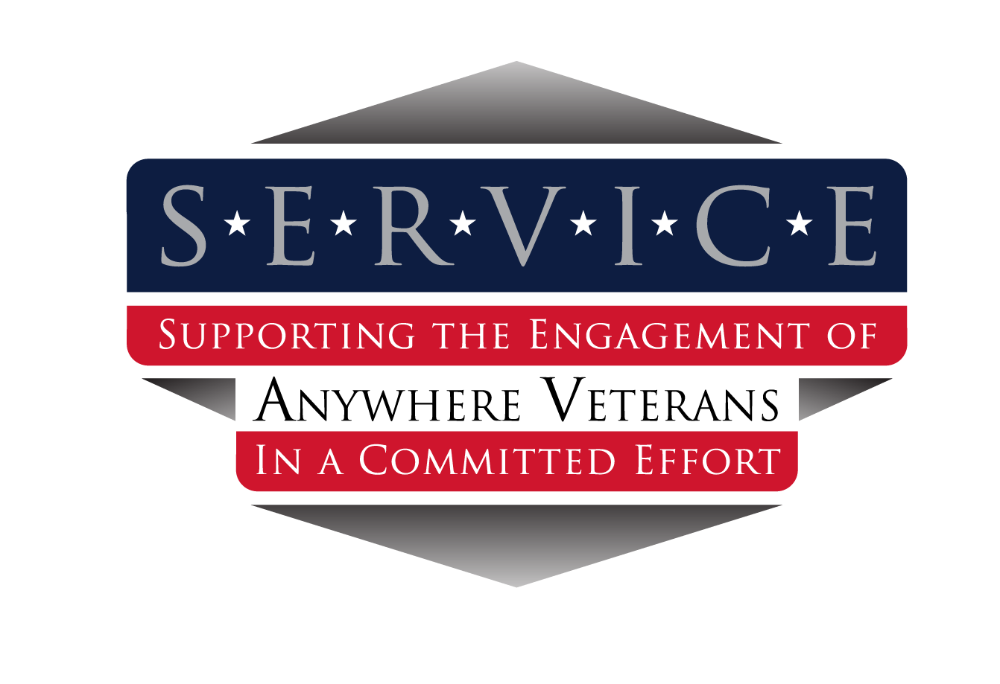 S★E★R★V★I★C★E
Supporting the Engagement of
Anywhere Veterans
In a Committed Effort